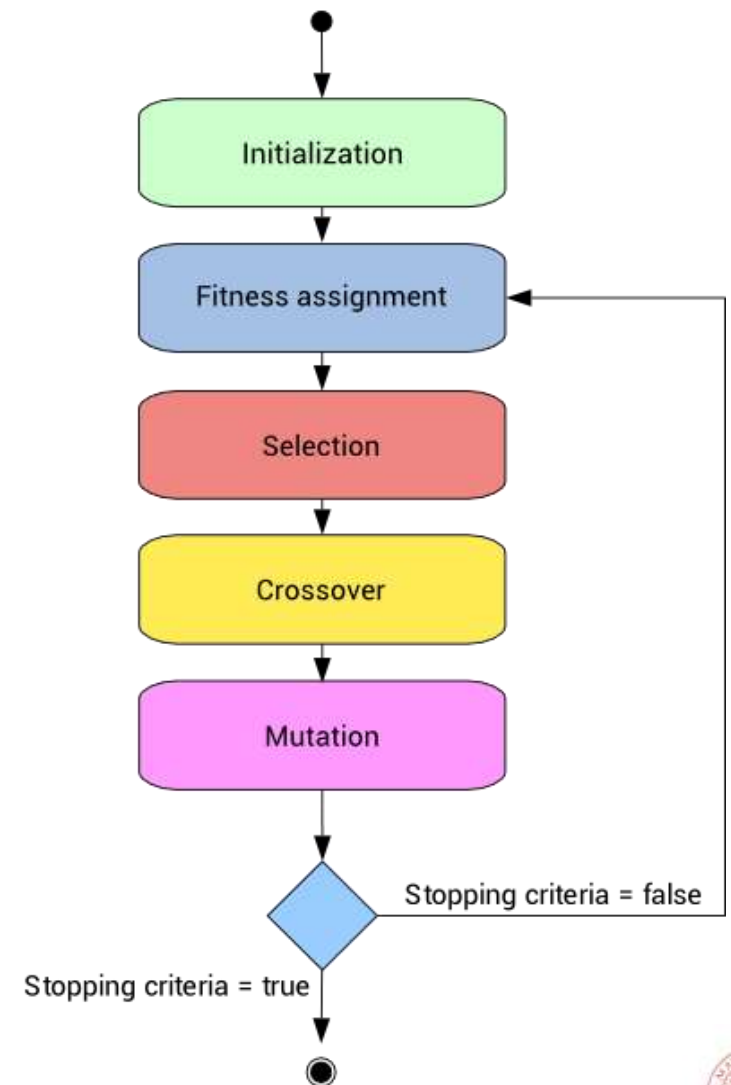 Initialization
Fitness assignment
Selection
Crossover
Mutation
Stopping criteria = false
Stopping criteria = true